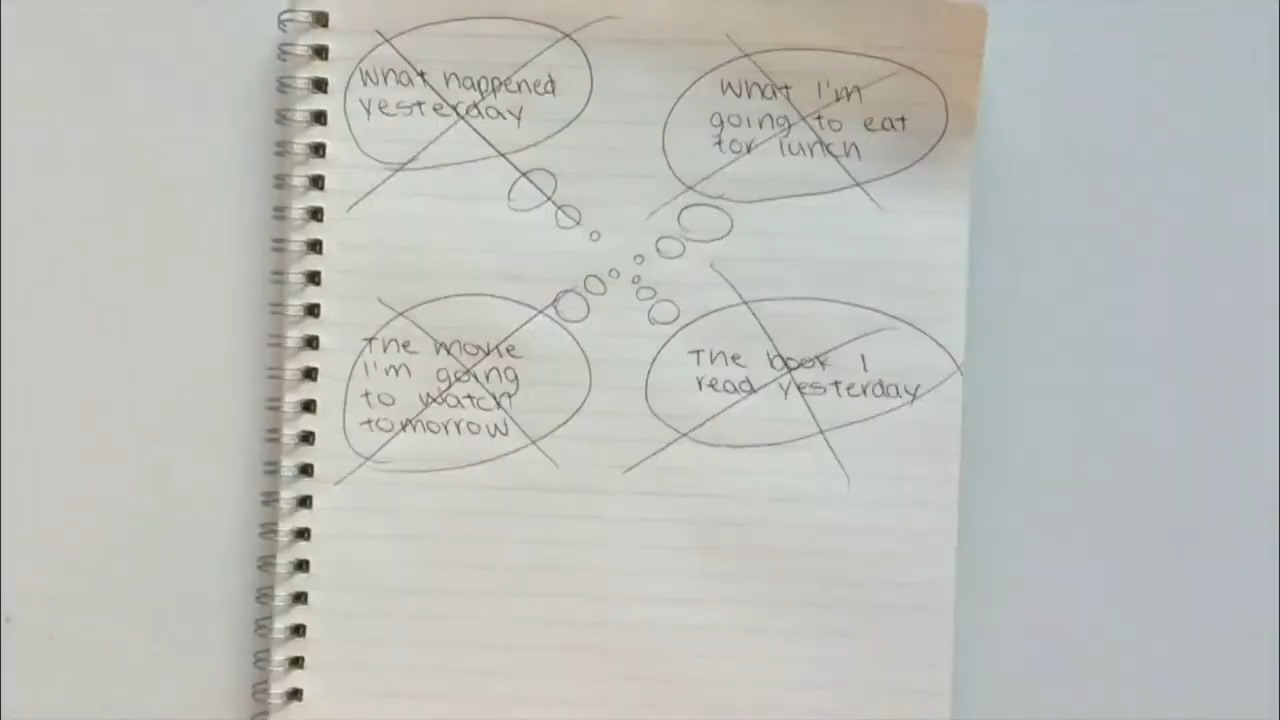 What happened
yesterday
What I'm
going to eat
for lunch
The movie
I'm going
to watch
tomorrow
The book I
read yesterday